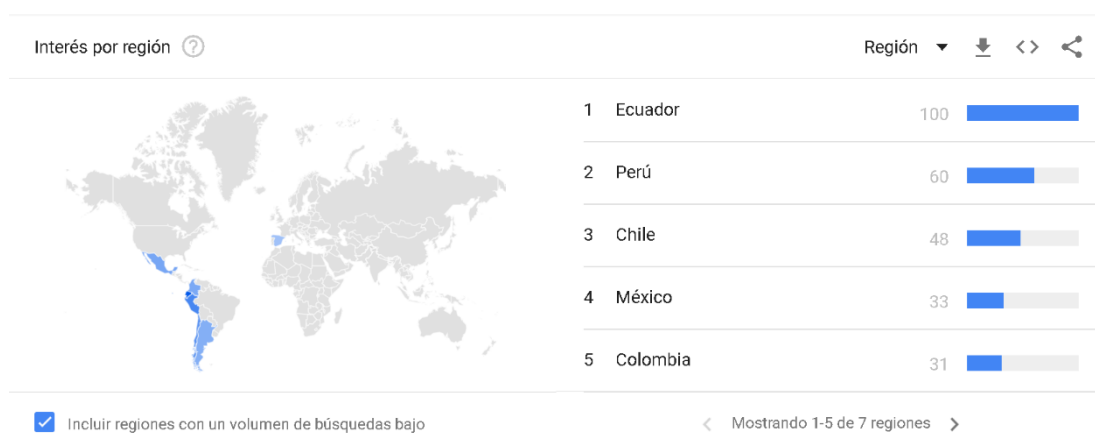 Interés por región
Región
1 Ecuador 100
2 Perú 60
3 Chile 48
4 México 33
5 Colombia 31
Incluir regiones con un volumen de búsquedas bajo
Mostrando 1-5 de 7 regiones